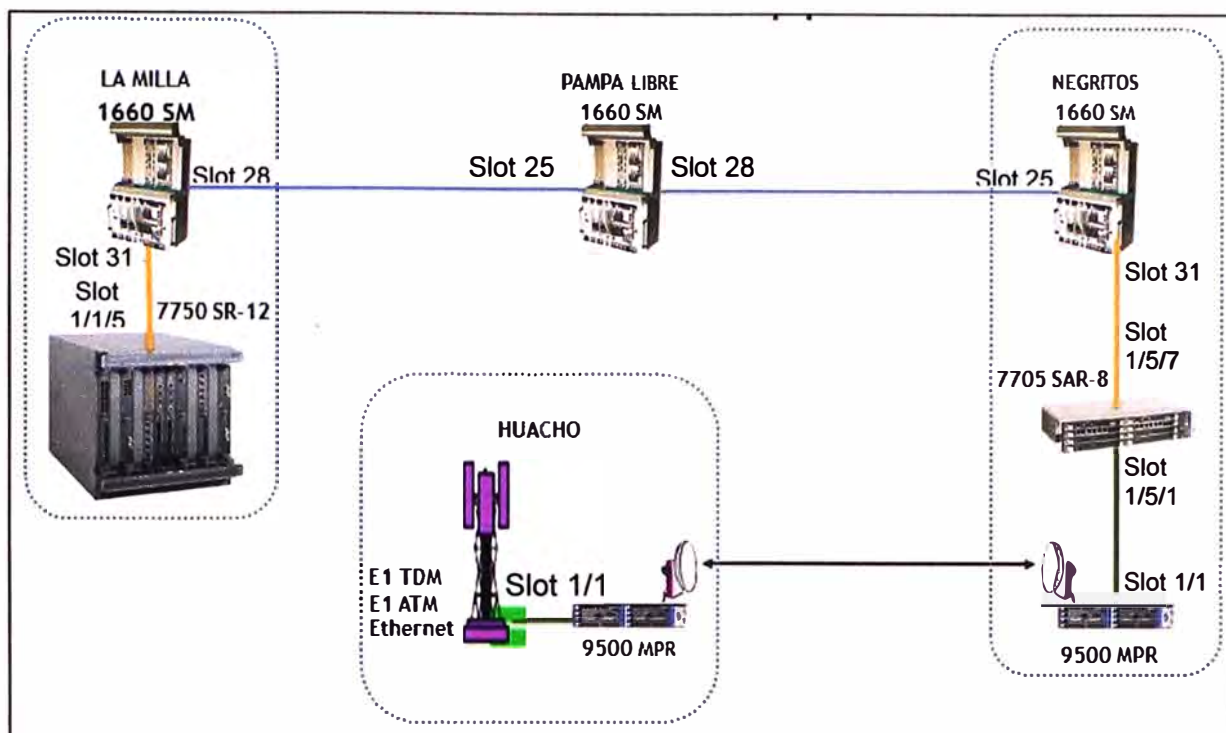 LA MILLA
1660 SM
Slot 28
Slot 31
Slot
1/1/5
7750 SR-12
PAMPA LIBRE
1660 SM
Slot 25
Slot 28
NEGRITOS
1660 SM
Slot 25
Slot 31
Slot
1/5/7
7705 SAR-8
Slot
1/5/1
Slot 1/1
9500 MPR
HUACHO
E1 TDM
E1 ATM
Ethernet
Slot 1/1
9500 MPR